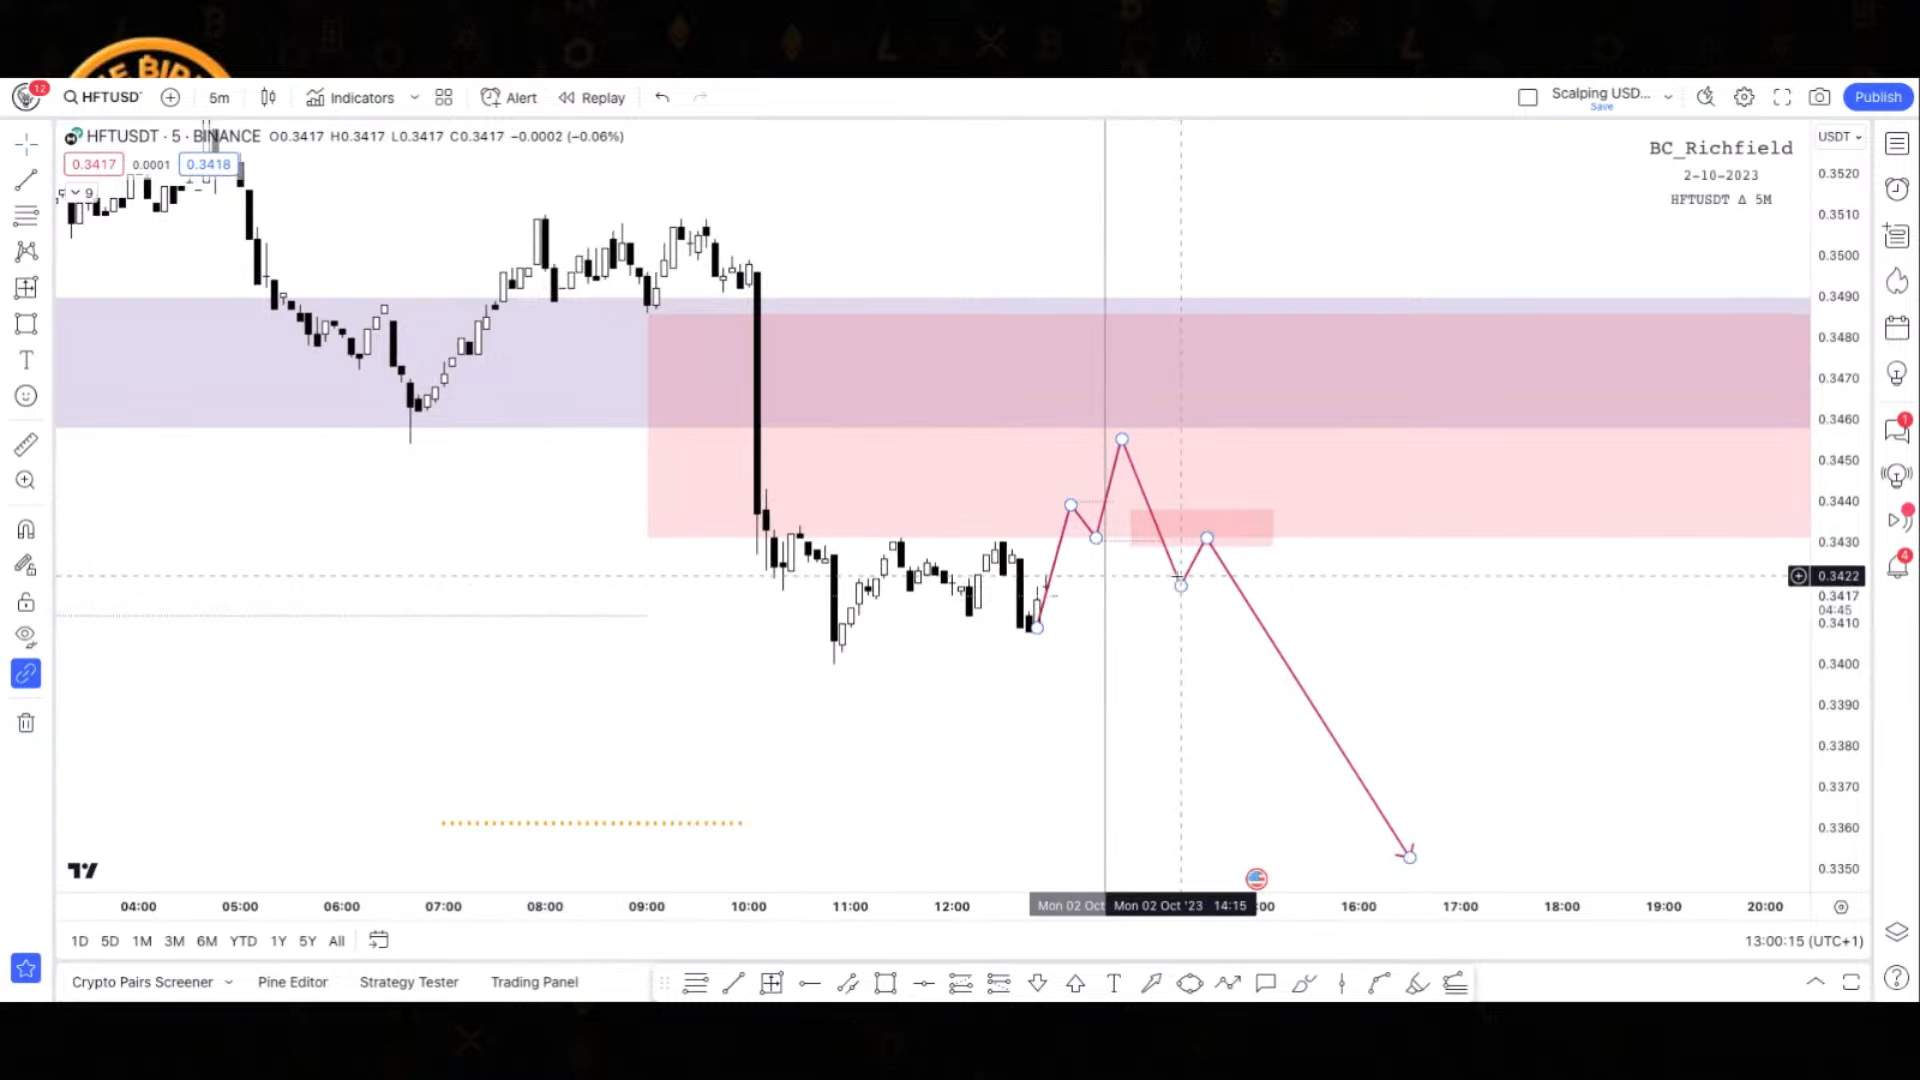 12
HFTUSDT
5m
Indicators
Alert
Replay
Scalping USD...
Save
Publish
HFTUSDT · 5 · BINANCE O0.3417 H0.3417 L0.3417 C0.3417 −0.0002 (−0.06%)
USDT
0.3417
0.0001
0.3418
9
BC_Richfield
2-10-2023
HFTUSDT Δ 5M
0.3520
0.3510
0.3500
0.3490
0.3480
0.3470
0.3460
0.3450
0.3440
0.3430
0.3422
0.3417
04:45
0.3410
0.3400
0.3390
0.3380
0.3370
0.3360
0.3350
1
4
04:00 05:00 06:00 07:00 08:00 09:00 10:00 11:00 12:00 Mon 02 Oct Mon 02 Oct '23 14:15 :00 16:00 17:00 18:00 19:00 20:00
1D 5D 1M 3M 6M YTD 1Y 5Y All
13:00:15 (UTC+1)
Crypto Pairs Screener
Pine Editor
Strategy Tester
Trading Panel